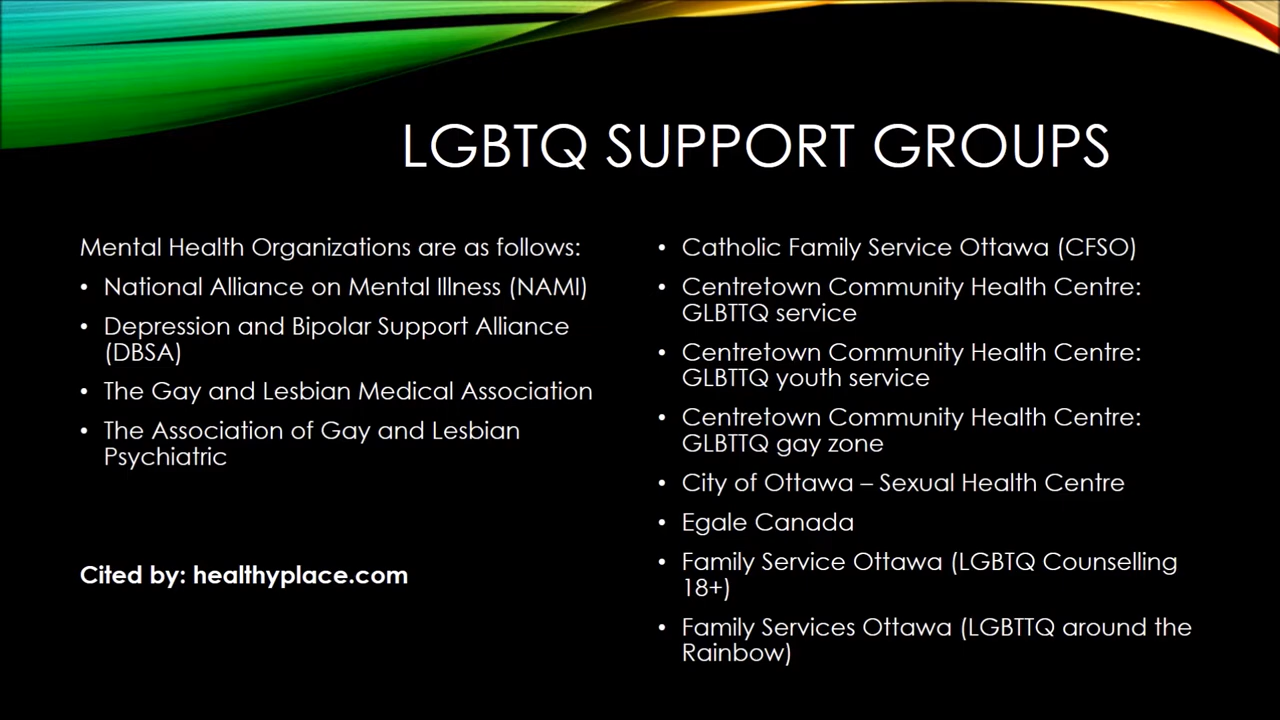 LGBTQ SUPPORT GROUPS
Mental Health Organizations are as follows:
• National Alliance on Mental Illness (NAMI)
• Depression and Bipolar Support Alliance
(DBSA)
• The Gay and Lesbian Medical Association
• The Association of Gay and Lesbian
Psychiatric
Cited by: healthyplace.com
• Catholic Family Service Ottawa (CFSO)
• Centretown Community Health Centre:
GLBTTQ service
• Centretown Community Health Centre:
GLBTTQ youth service
• Centretown Community Health Centre:
GLBTTQ gay zone
• City of Ottawa – Sexual Health Centre
• Egale Canada
• Family Service Ottawa (LGBTQ Counselling
18+)
• Family Services Ottawa (LGBTTQ around the
Rainbow)